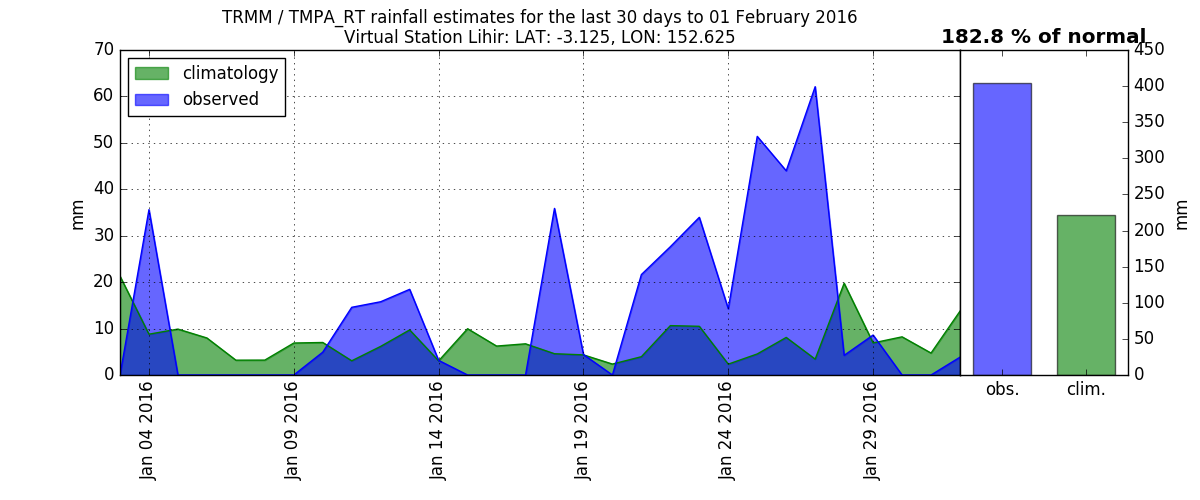 TRMM / TMPA_RT rainfall estimates for the last 30 days to 01 February 2016
Virtual Station Lihir: LAT: -3.125, LON: 152.625
182.8 % of normal
climatology
observed
70
60
50
40
30
20
10
0
mm
Jan 04 2016
Jan 09 2016
Jan 14 2016
Jan 19 2016
Jan 24 2016
Jan 29 2016
450
400
350
300
250
200
150
100
50
0
mm
obs.
clim.